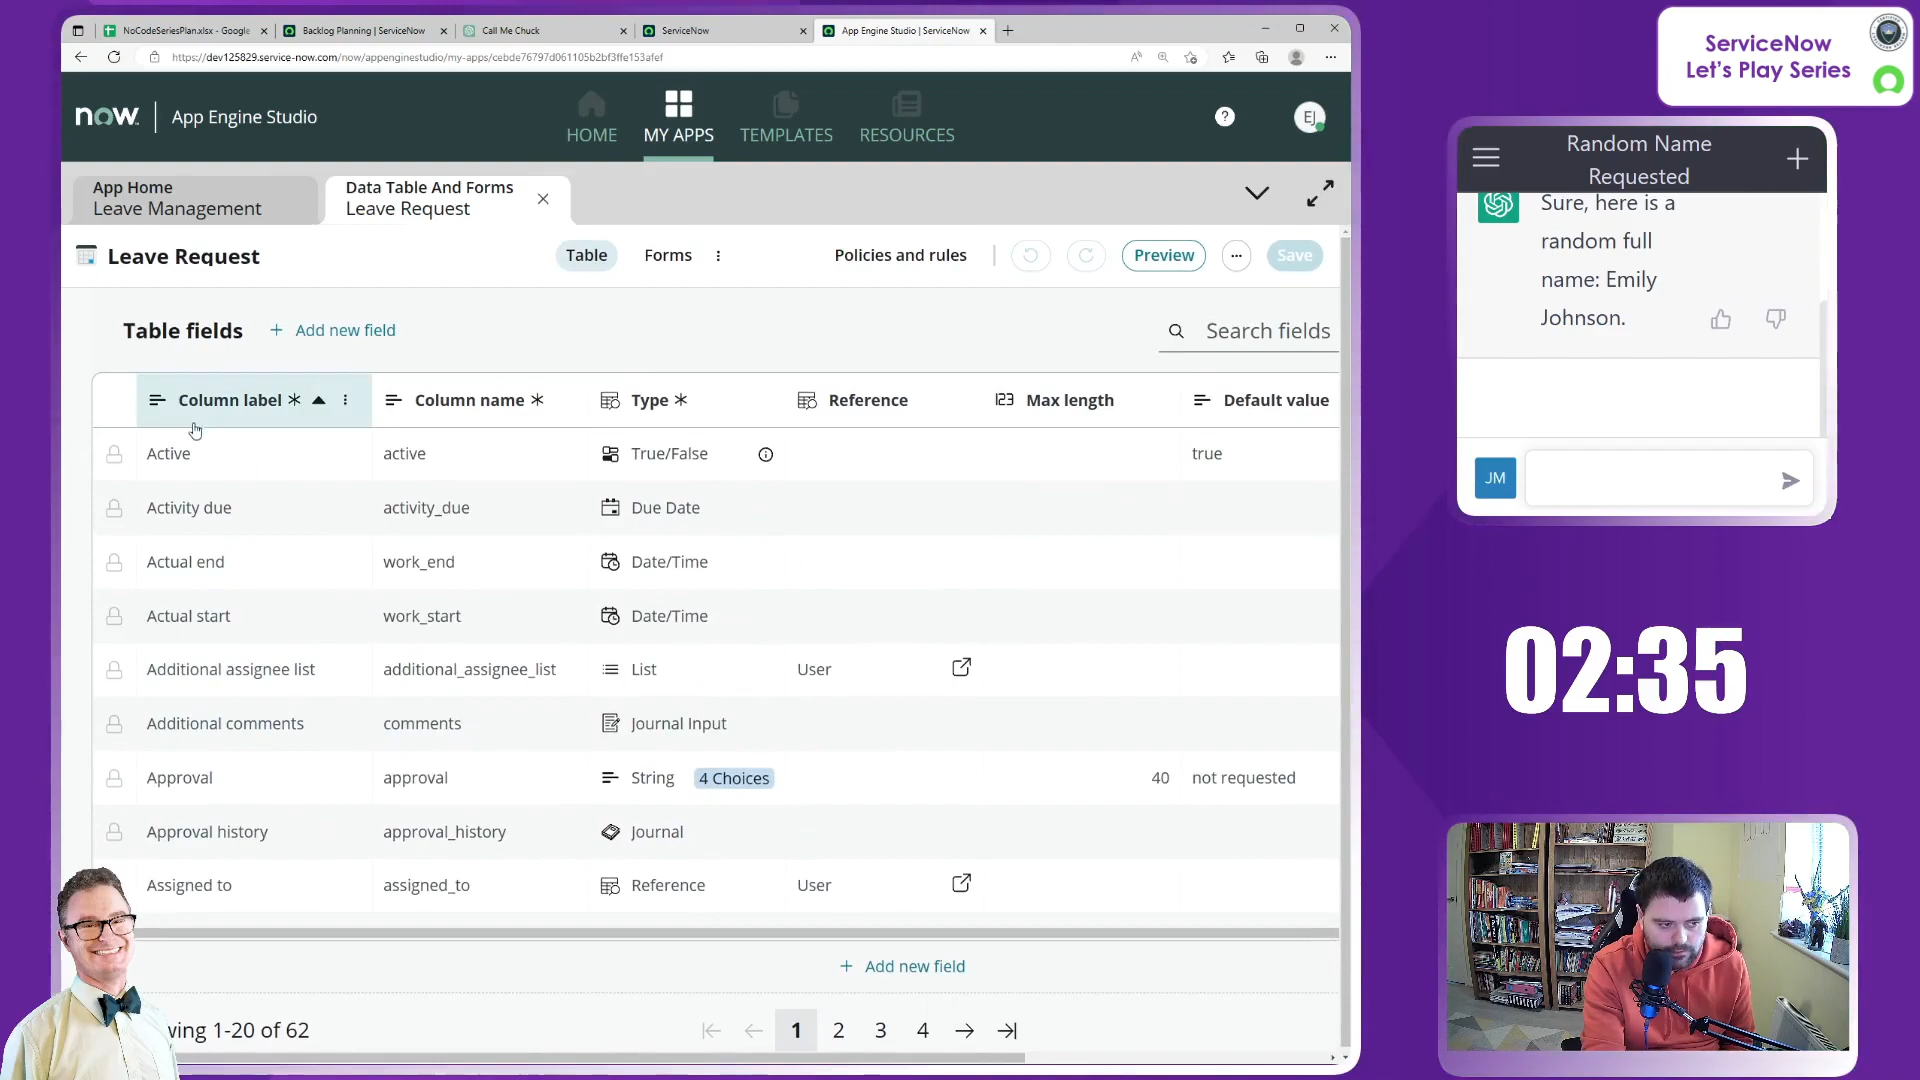 NoCodeSeriesPlan.xlsx - Google
Backlog Planning | ServiceNow
Call Me Chuck
ServiceNow
App Engine Studio | ServiceNow
https://dev125829.service-now.com/now/appenginestudio/my-apps/cebde76797d061105b2bf3ffe153afef
now
App Engine Studio
HOME
MY APPS
TEMPLATES
RESOURCES
?
EJ
App Home
Leave Management
Data Table And Forms
Leave Request
Leave Request
Table
Forms
Policies and rules
Preview
Save
Table fields
+ Add new field
Search fields
Column label *
Column name *
Type *
Reference
Max length
Default value
Active active True/False true
Activity due activity_due Due Date
Actual end work_end Date/Time
Actual start work_start Date/Time
Additional assignee list additional_assignee_list List User
Additional comments comments Journal Input
Approval approval String 4 Choices 40 not requested
Approval history approval_history Journal
Assigned to assigned_to Reference User
+ Add new field
wing 1-20 of 62
1 2 3 4
ServiceNow
Let's Play Series
Random Name
Requested
Sure, here is a
random full
name: Emily
Johnson.
JM
02:35